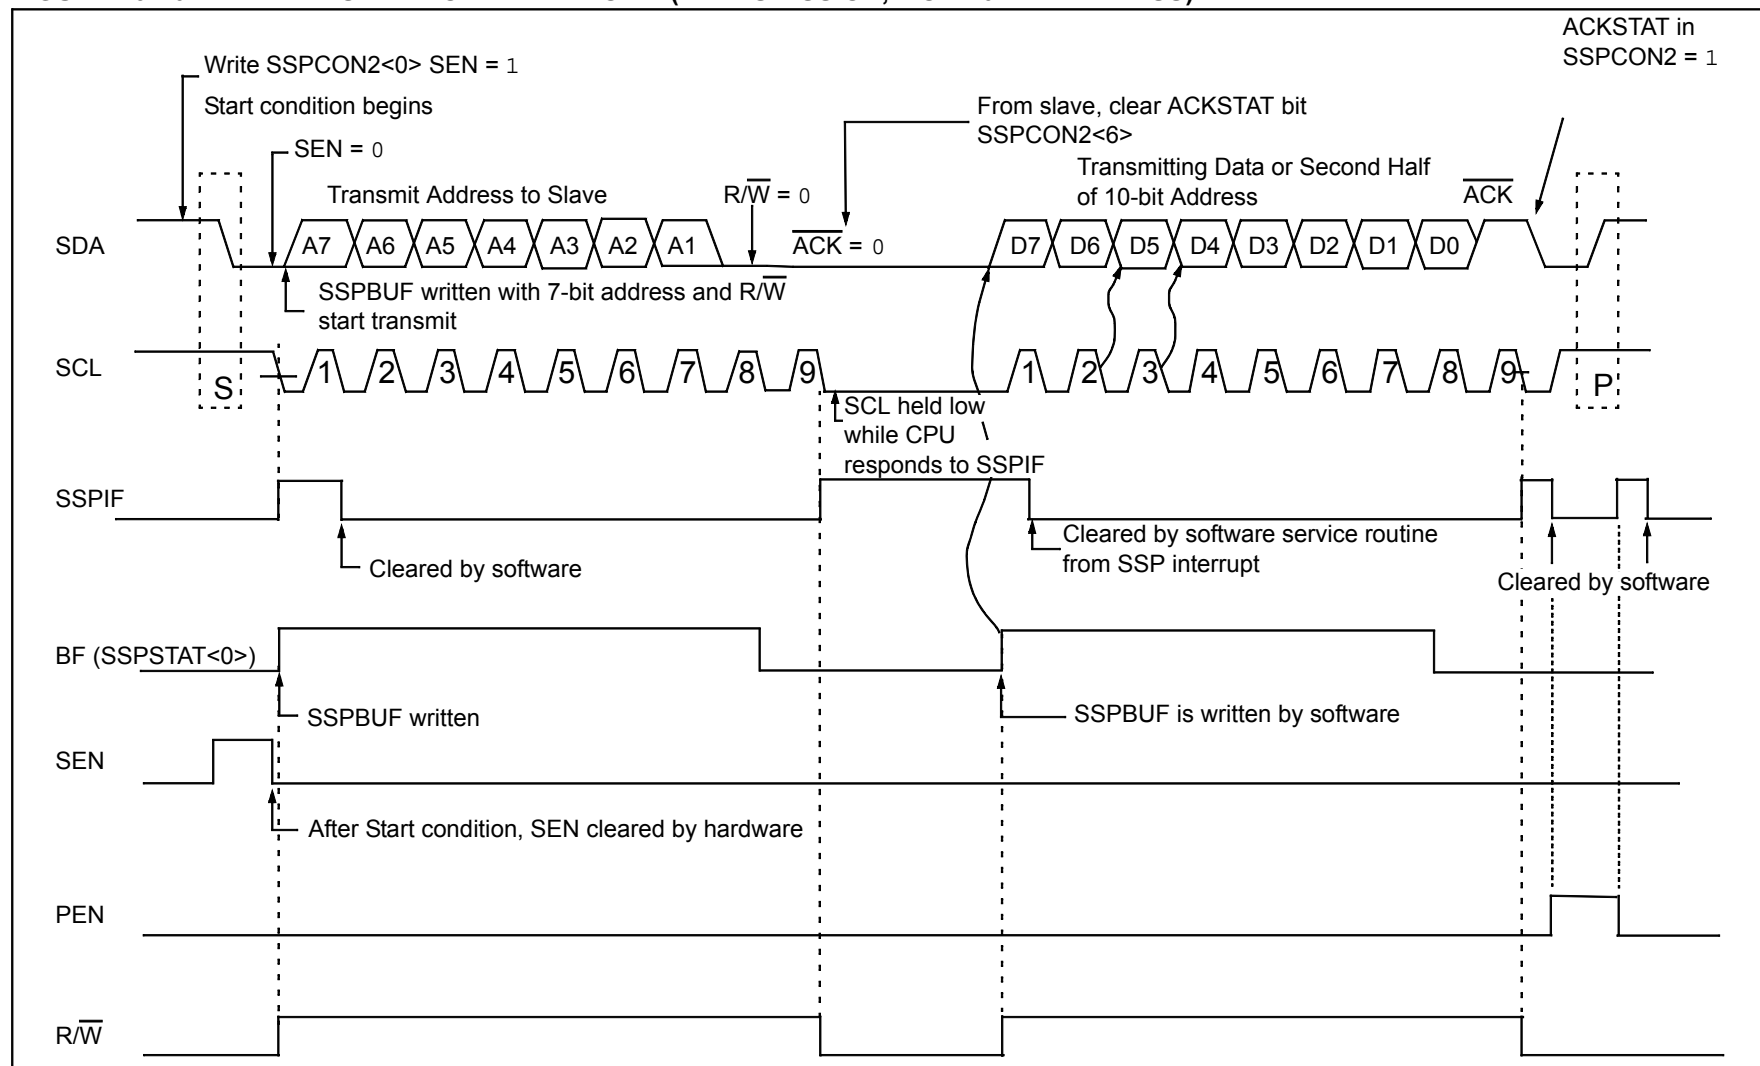 ACKSTAT in
SSPCON2 = 1
Write SSPCON2<0> SEN = 1
Start condition begins
From slave, clear ACKSTAT bit
SSPCON2<6>
SEN = 0
Transmit Address to Slave
R/W = 0
Transmitting Data or Second Half
of 10-bit Address
ACK
SDA
A7 A6 A5 A4 A3 A2 A1
ACK = 0
D7 D6 D5 D4 D3 D2 D1 D0
SSPBUF written with 7-bit address and R/W
start transmit
SCL
S
1 2 3 4 5 6 7 8 9
1 2 3 4 5 6 7 8 9
P
SCL held low
while CPU
responds to SSPIF
SSPIF
Cleared by software
Cleared by software service routine
from SSP interrupt
Cleared by software
BF (SSPSTAT<0>)
SSPBUF written
SSPBUF is written by software
SEN
After Start condition, SEN cleared by hardware
PEN
R/W